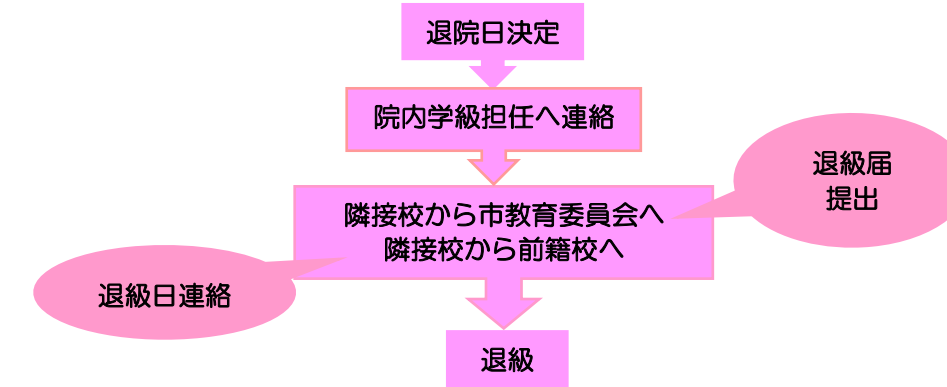 退院日決定
院内学級担任へ連絡
退級届
提出
隣接校から市教育委員会へ
隣接校から前籍校へ
退級日連絡
退級